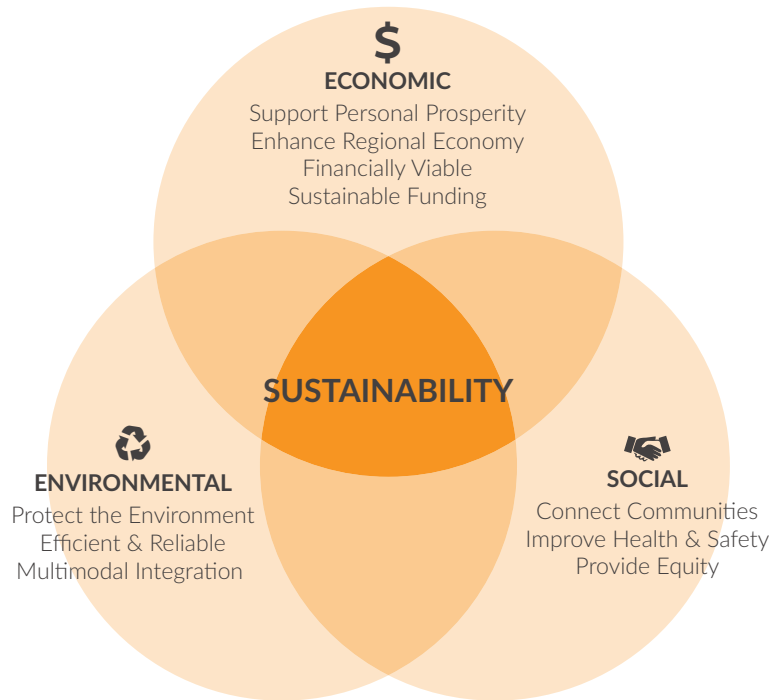 $
ECONOMIC
Support Personal Prosperity
Enhance Regional Economy
Financially Viable
Sustainable Funding
SUSTAINABILITY
ENVIRONMENTAL
Protect the Environment
Efficient & Reliable
Multimodal Integration
SOCIAL
Connect Communities
Improve Health & Safety
Provide Equity